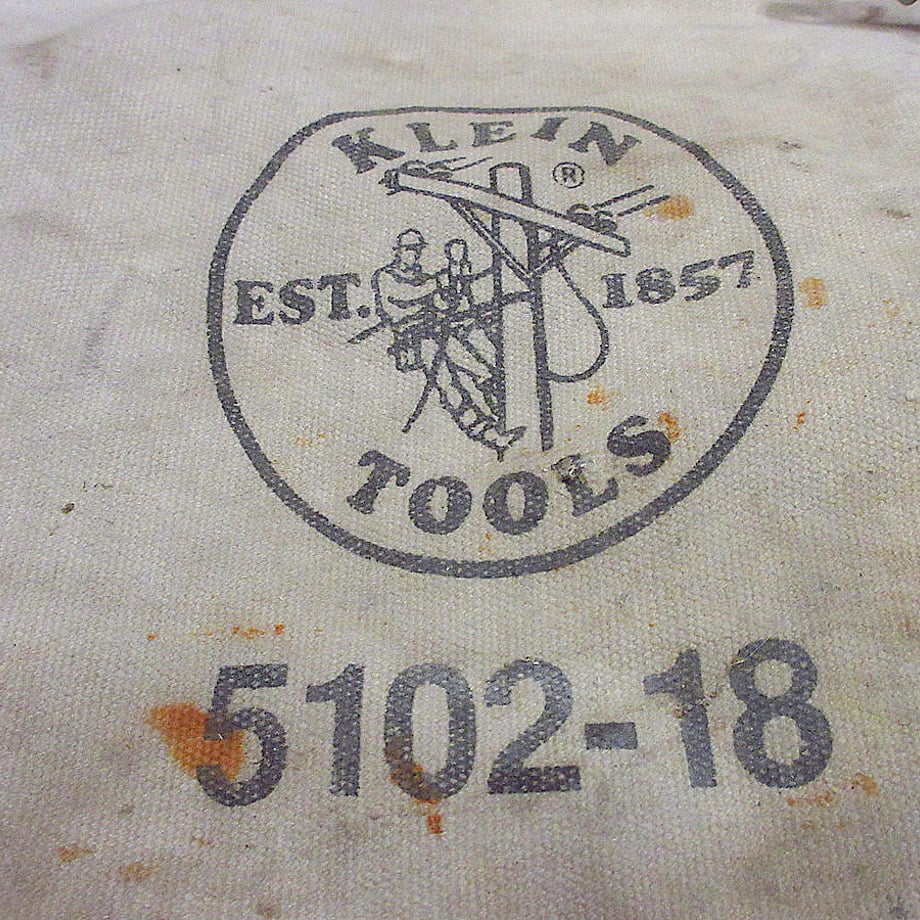 KLEIN
®
EST. 1857
TOOLS
5102-18